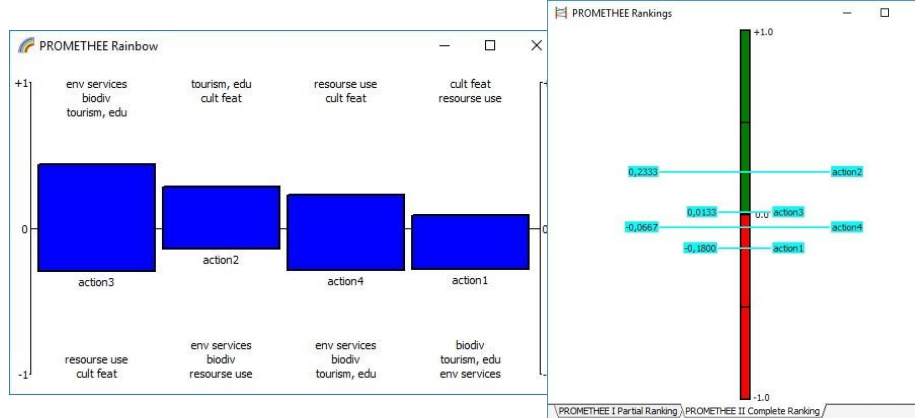 PROMETHEE Rainbow
+1
env services
biodiv
tourism, edu
tourism, edu
cult feat
resourse use
cult feat
cult feat
resourse use
0
action3
action2
action4
action1
-1
resourse use
cult feat
env services
biodiv
resourse use
env services
biodiv
tourism, edu
biodiv
tourism, edu
env services
PROMETHEE Rankings
+1.0
0,2333
action2
0,0133
action3
0.0
-0,0667
action4
-0,1800
action1
-1.0
PROMETHEE I Partial Ranking
PROMETHEE II Complete Ranking